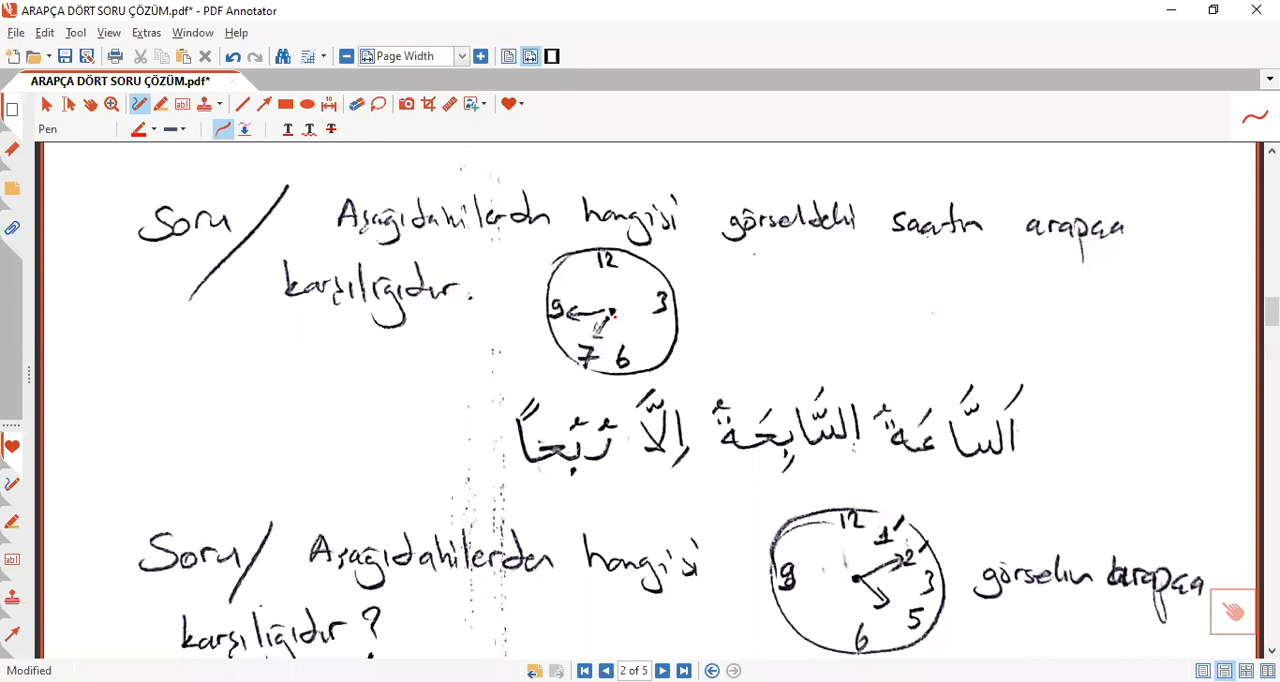 ARAPÇA DÖRT SORU ÇÖZÜM.pdf* - PDF Annotator
File Edit Tool View Extras Window Help
Page Width
ARAPÇA DÖRT SORU ÇÖZÜM.pdf*
Pen
Soru / Aşağıdakilerden hangisi görseldeki saatin arapça
karşılığıdır.
12
9 3
7 6
اَلسَّاعَةُ السَّابِعَةُ اِلَّا رُبُعاً
Soru / Aşağıdakilerden hangisi görselin arapça
12
1
2
9 3
5
6
karşılığıdır ?
Modified
2 of 5